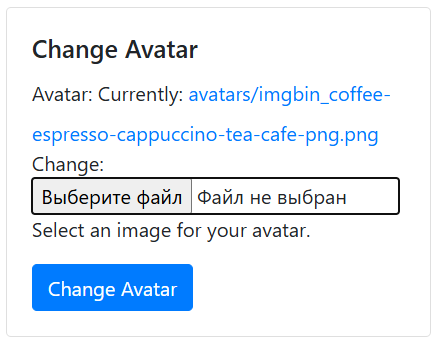 Change Avatar
Avatar: Currently: avatars/imgbin_coffee-
espresso-cappuccino-tea-cafe-png.png
Change:
Выберите файл Файл не выбран
Select an image for your avatar.
Change Avatar